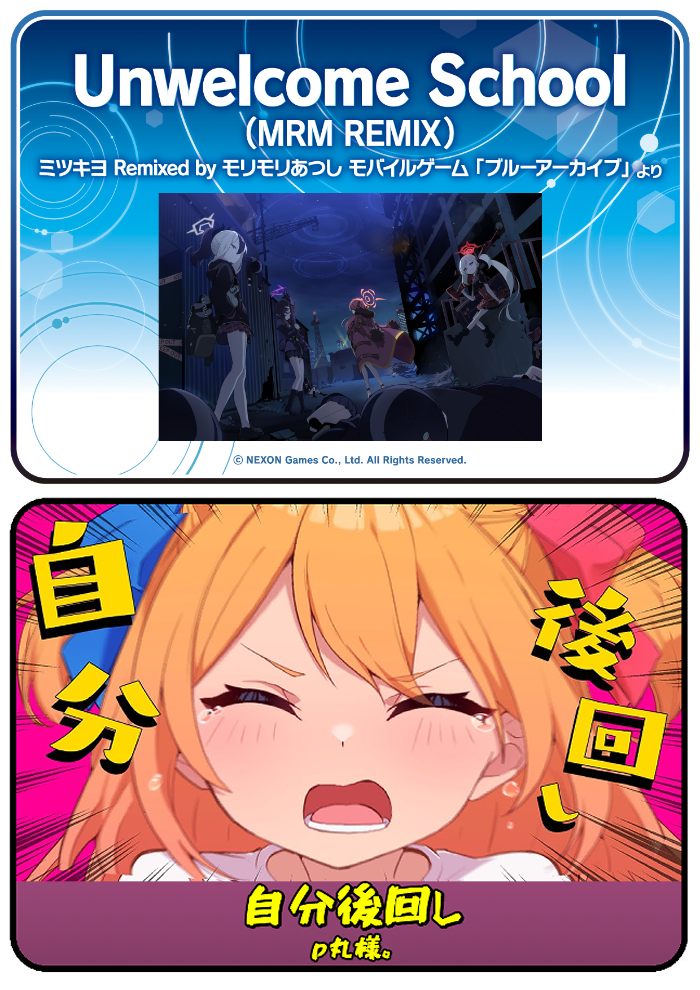 Unwelcome School
(MRM REMIX)
ミツキヨ Remixed by モリモリあつし モバイルゲーム「ブルーアーカイブ」より
© NEXON Games Co., Ltd. All Rights Reserved.
自分
後回し
自分後回し
P丸様。